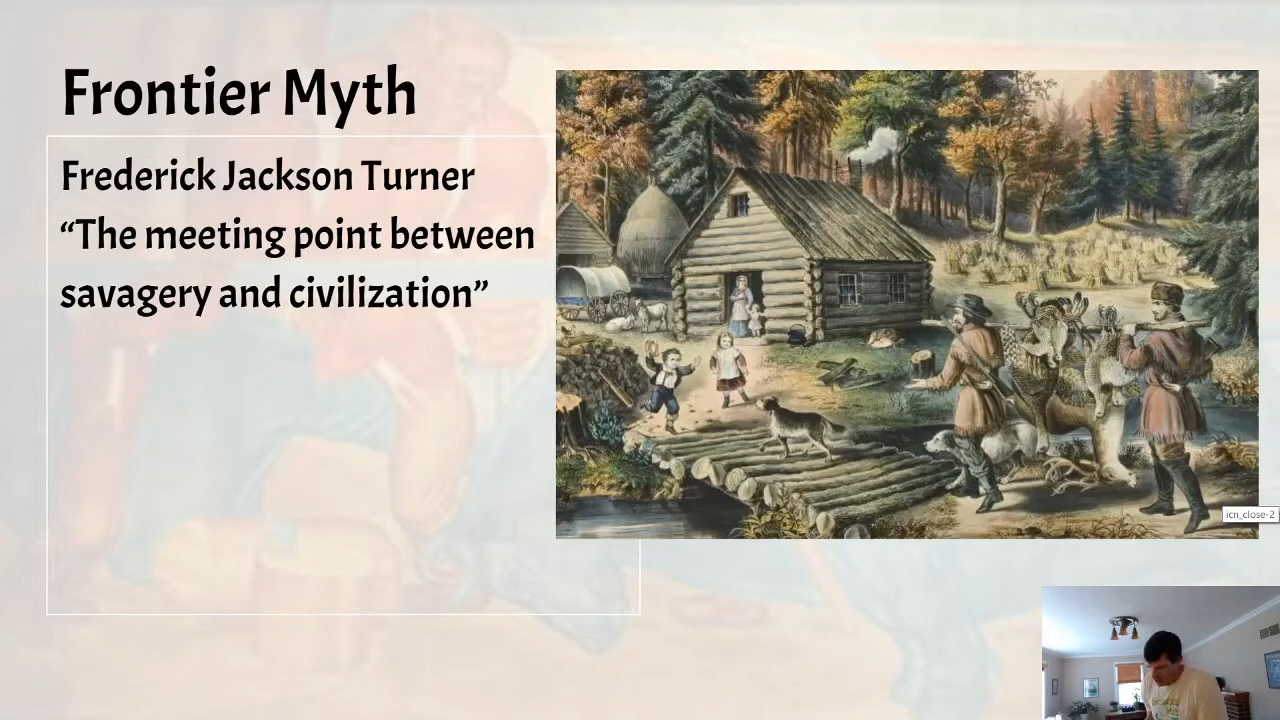 Frontier Myth
Frederick Jackson Turner
“The meeting point between
savagery and civilization”
icn_close-2